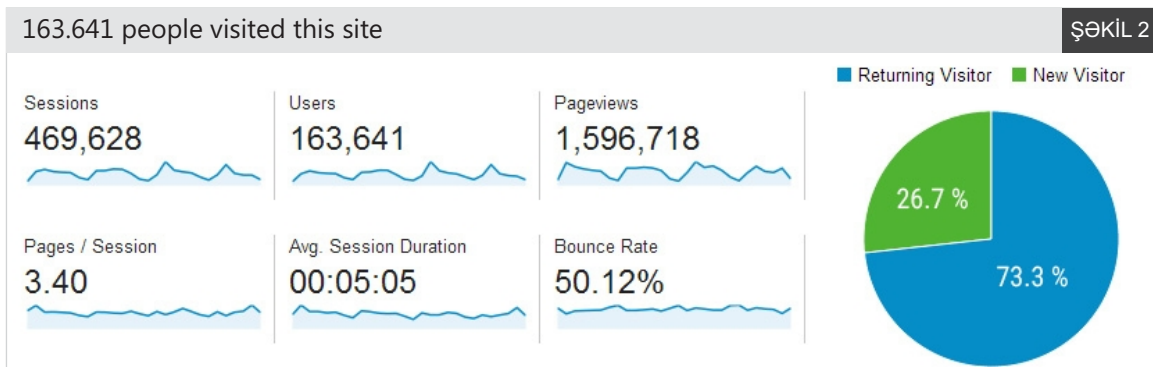 163.641 people visited this site
ŞƏKİL 2
Returning Visitor New Visitor
Sessions
469,628
Users
163,641
Pageviews
1,596,718
Pages / Session
3.40
Avg. Session Duration
00:05:05
Bounce Rate
50.12%
26.7 %
73.3 %